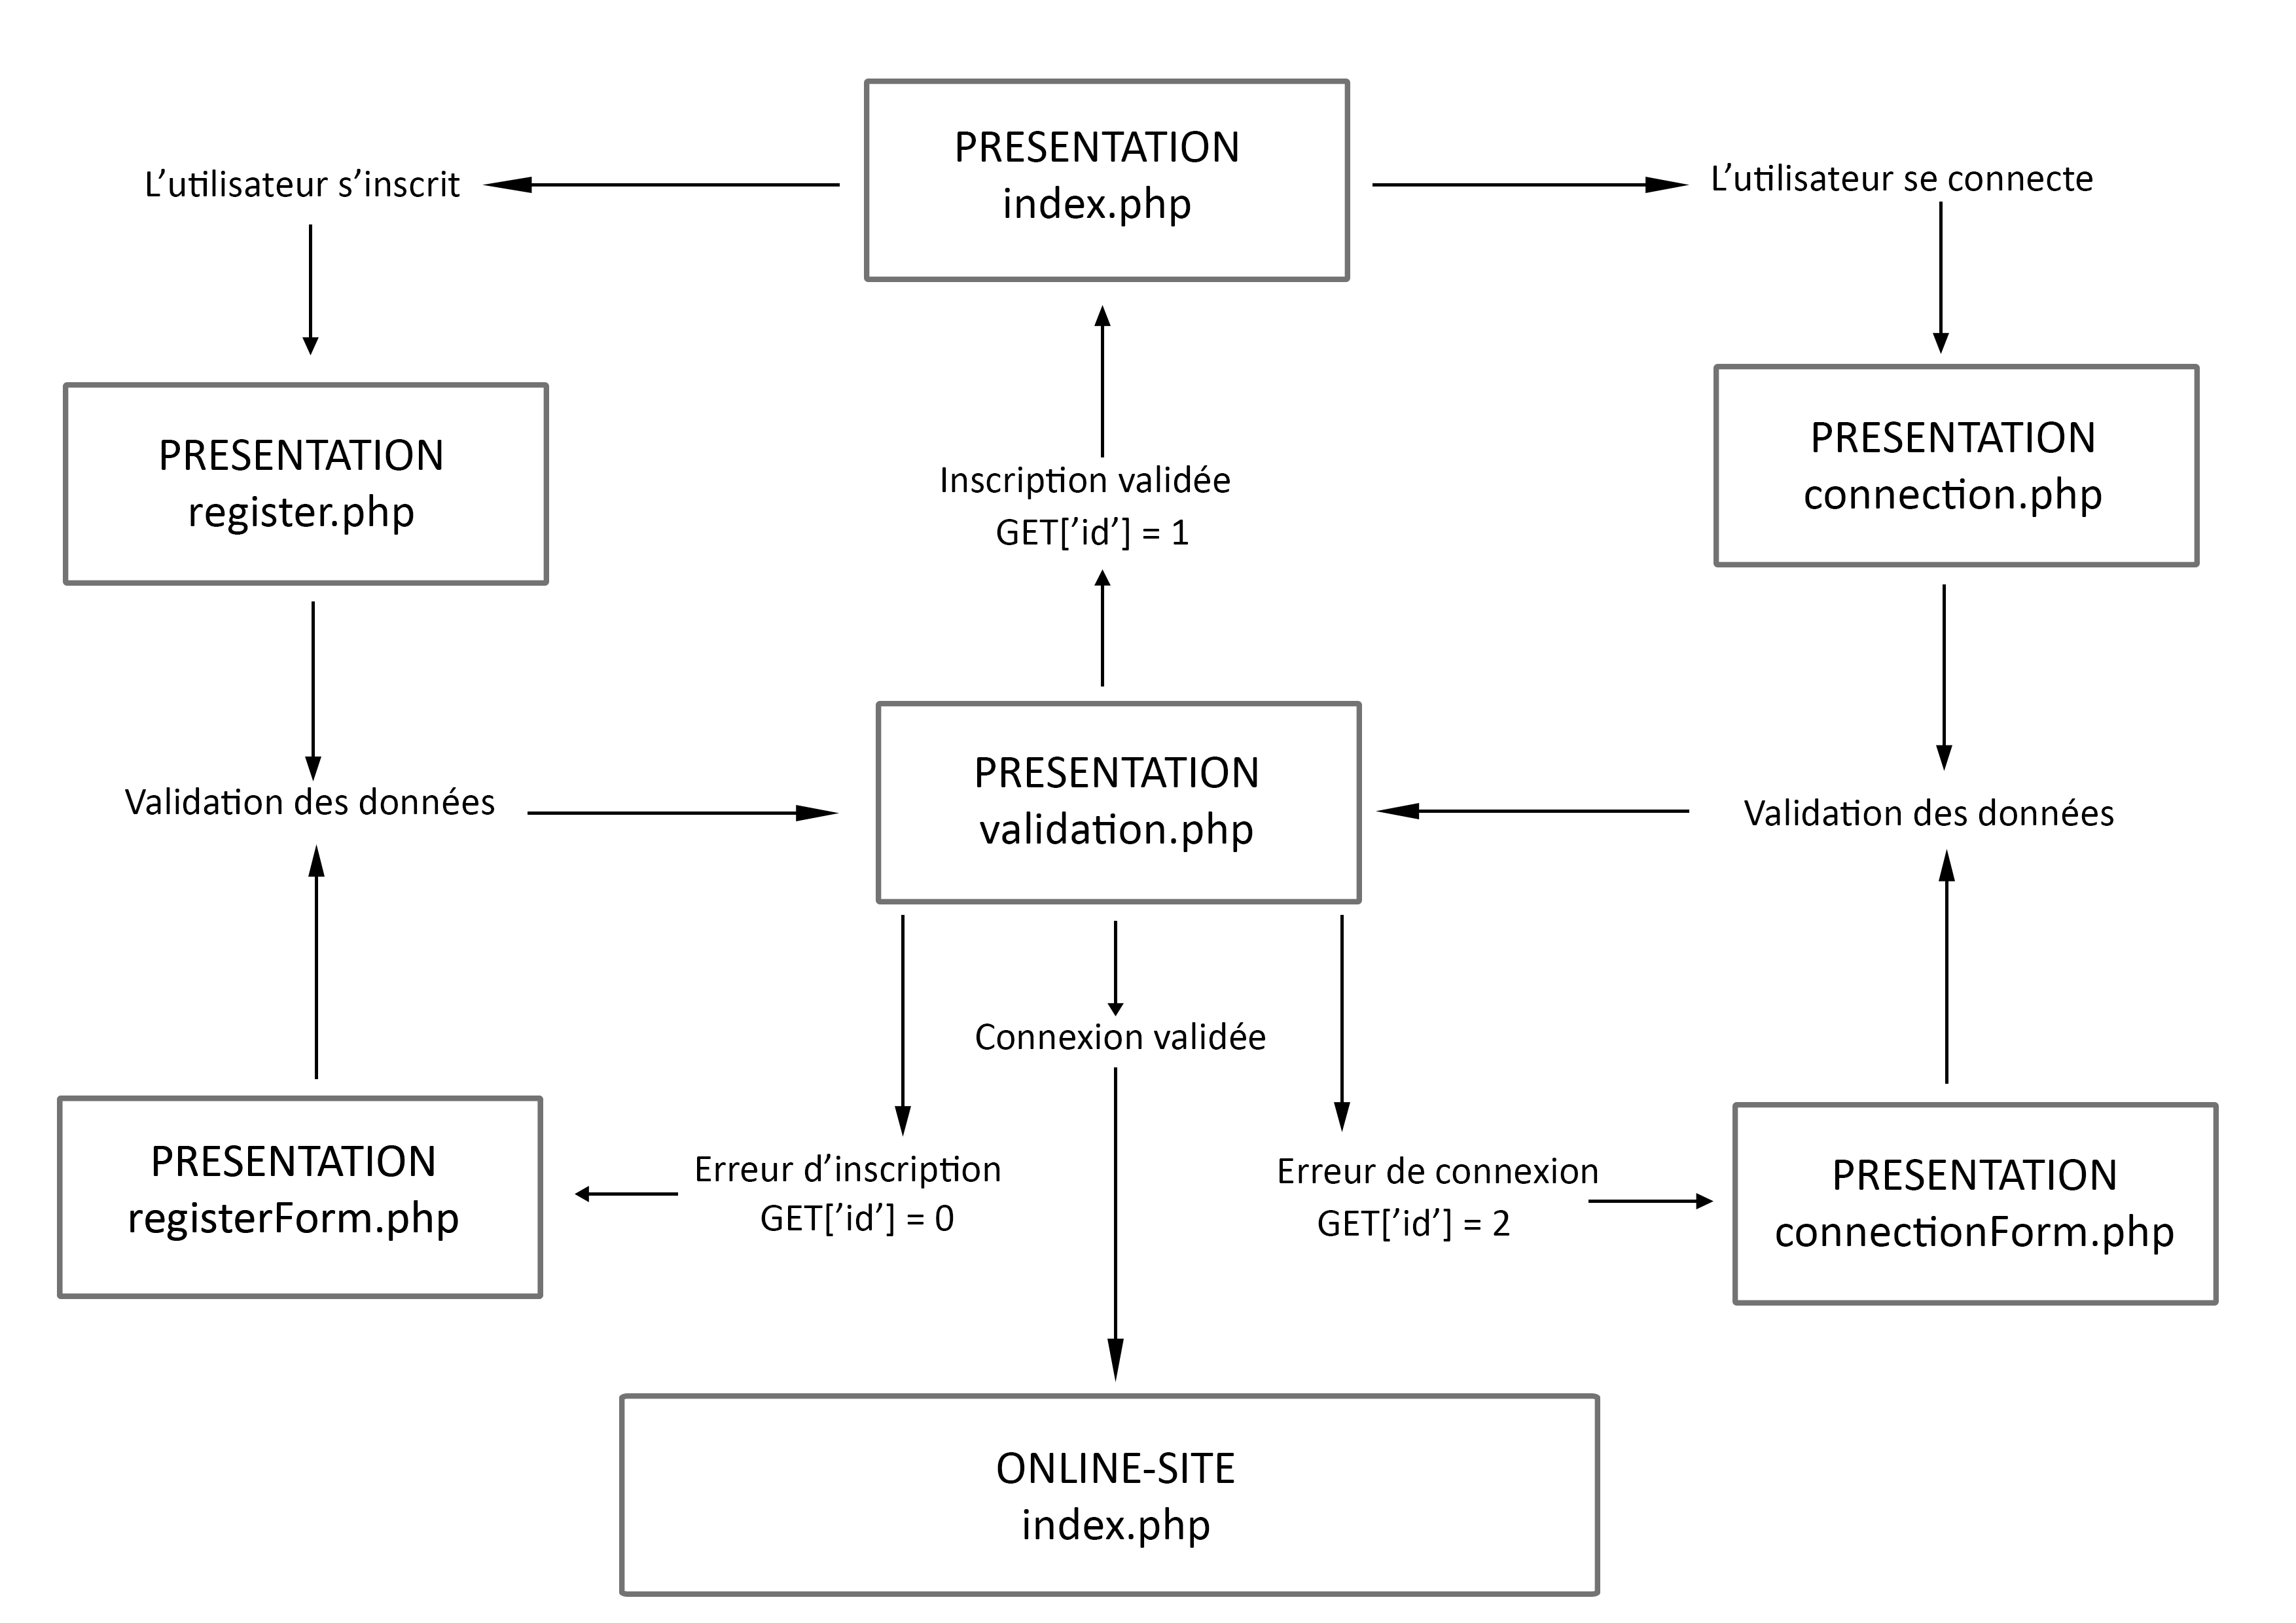 PRESENTATION
index.php
L’utilisateur s’inscrit
L’utilisateur se connecte
PRESENTATION
register.php
Inscription validée
GET[’id’] = 1
PRESENTATION
connection.php
Validation des données
PRESENTATION
validation.php
Validation des données
Connexion validée
PRESENTATION
registerForm.php
Erreur d’inscription
GET[’id’] = 0
Erreur de connexion
GET[’id’] = 2
PRESENTATION
connectionForm.php
ONLINE-SITE
index.php